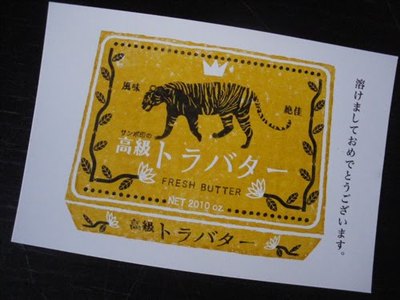 風味
絶佳
サンボ印の
高級トラバター
FRESH BUTTER
NET 2010 oz.
高級 トラバター
溶けましておめでとうございます。